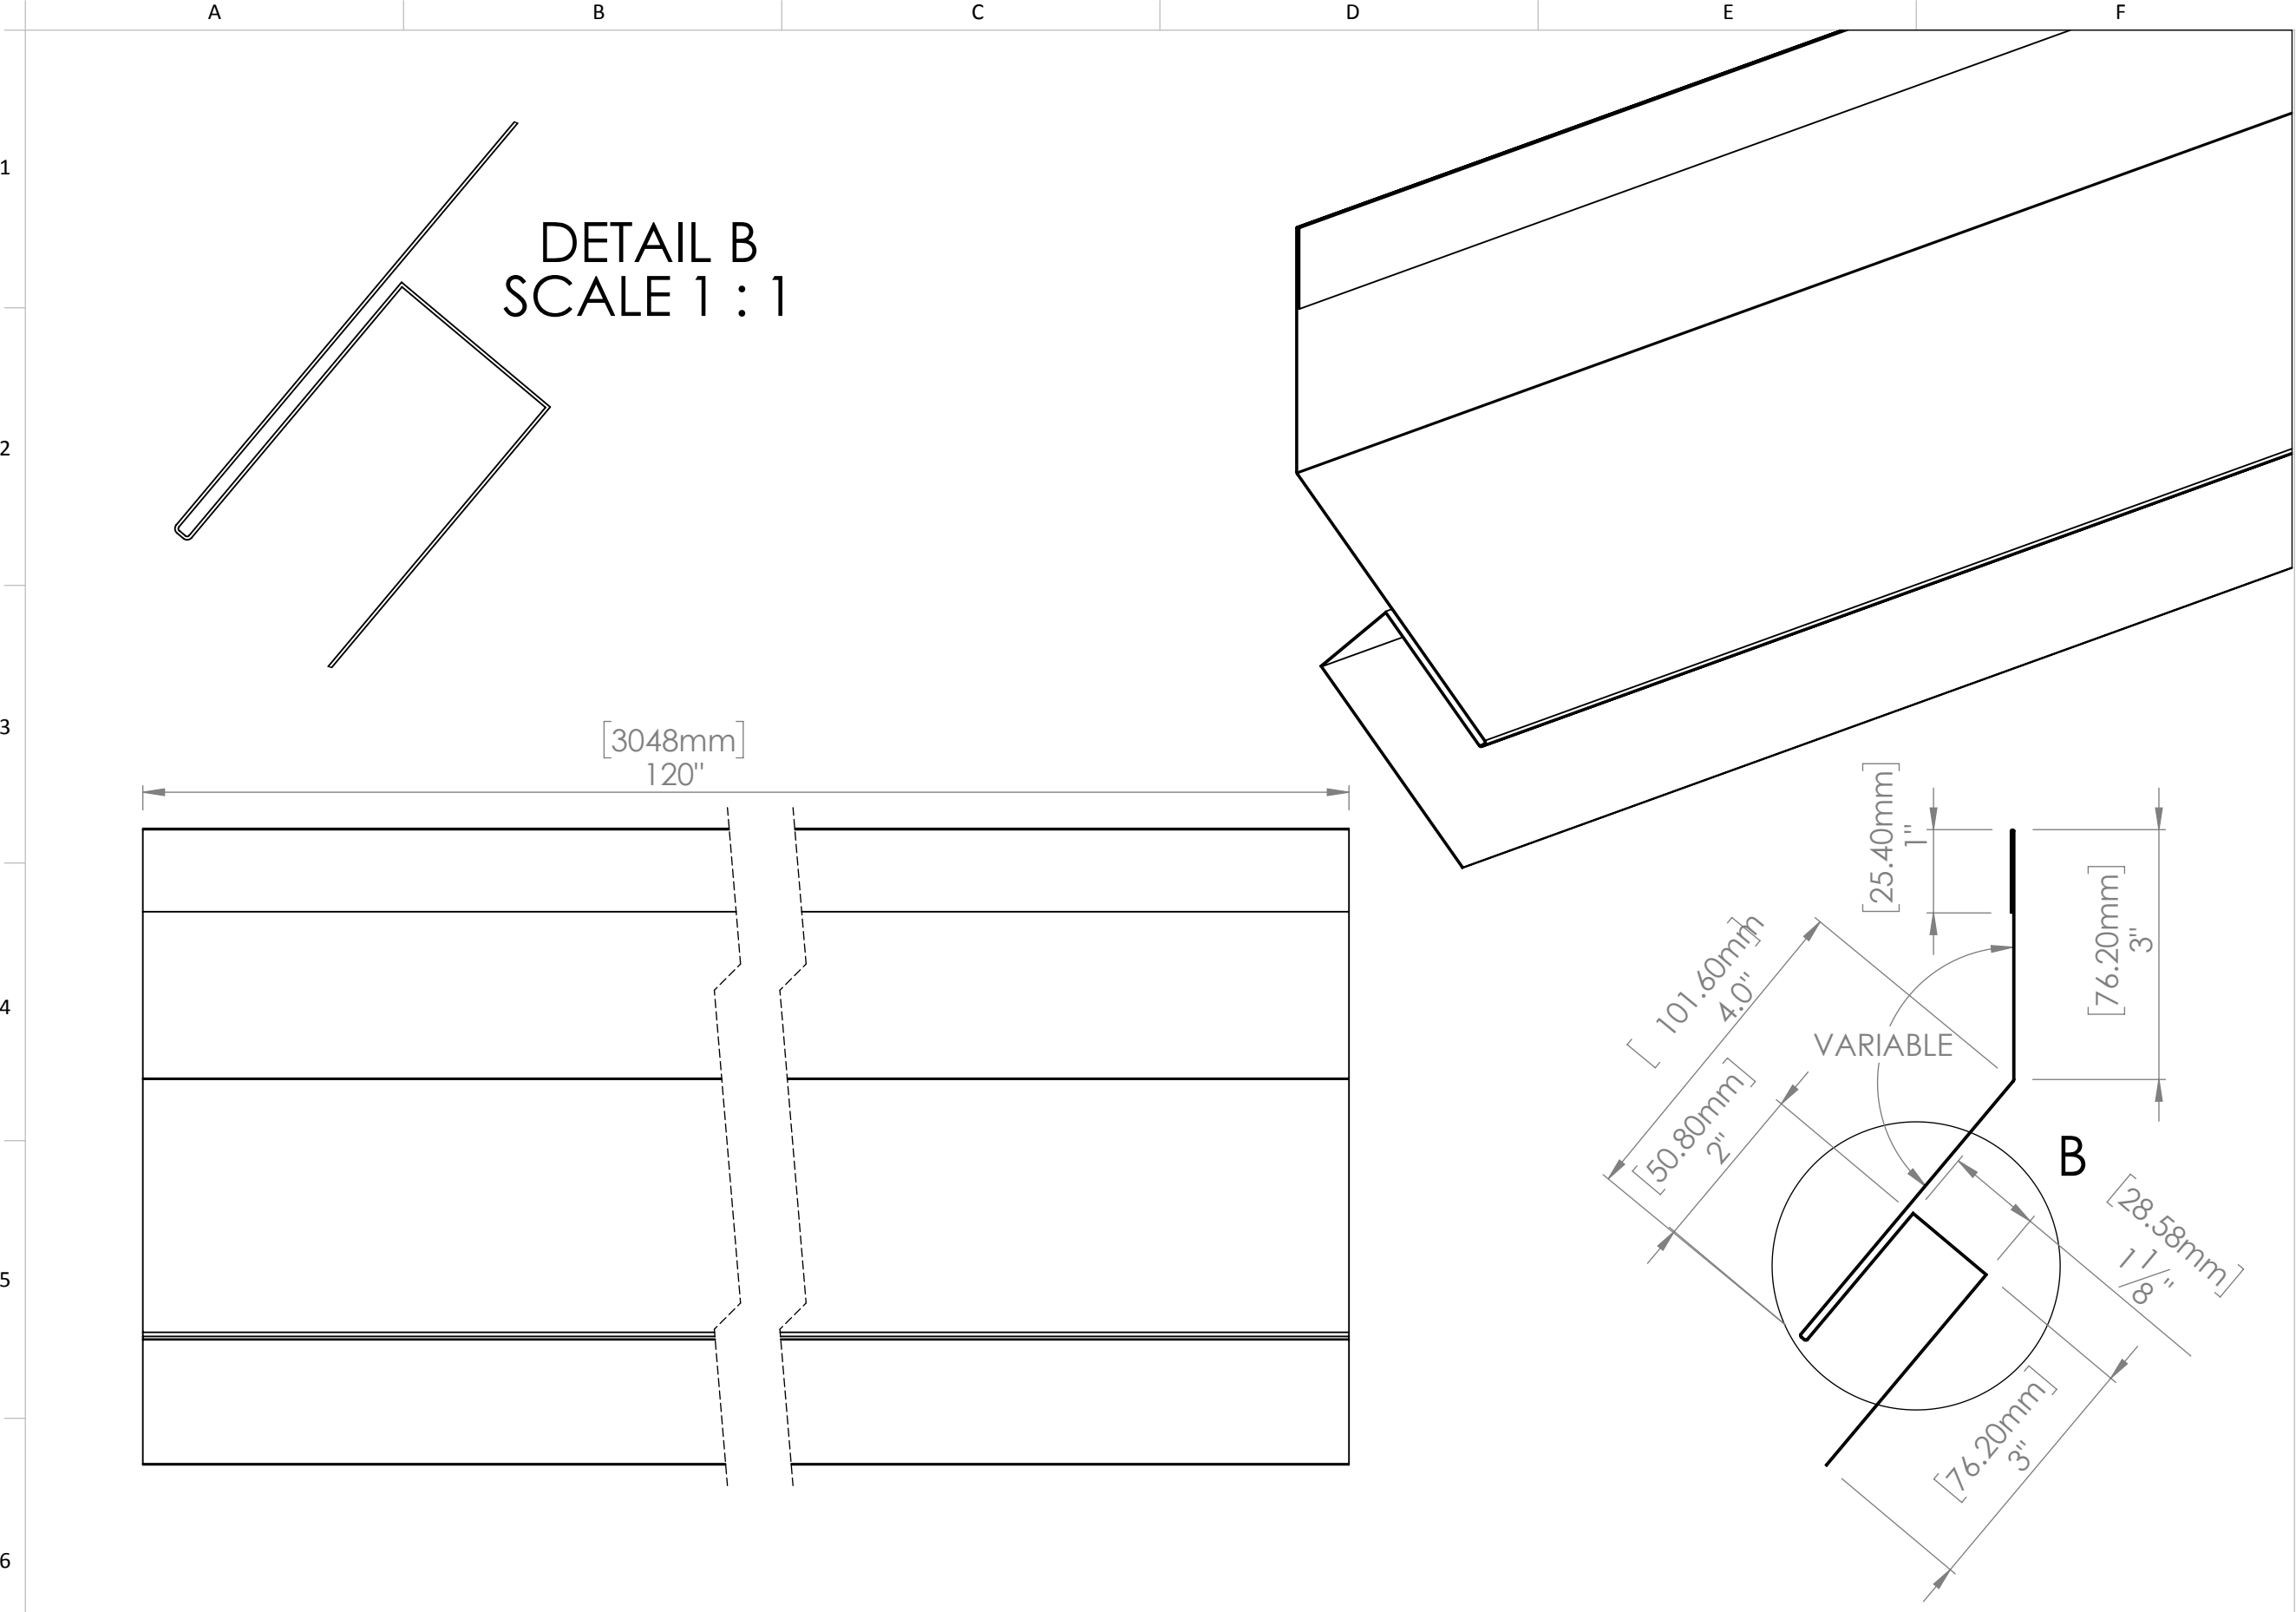 A B C D E F
1
DETAIL B
SCALE 1 : 1
2
3
[3048mm]
120"
[25.40mm]
1"
[76.20mm]
3"
[ 101.60mm]
4.0"
4
VARIABLE
[50.80mm]
2"
B
[28.58mm]
1 1/8"
5
[76.20mm]
3"
6